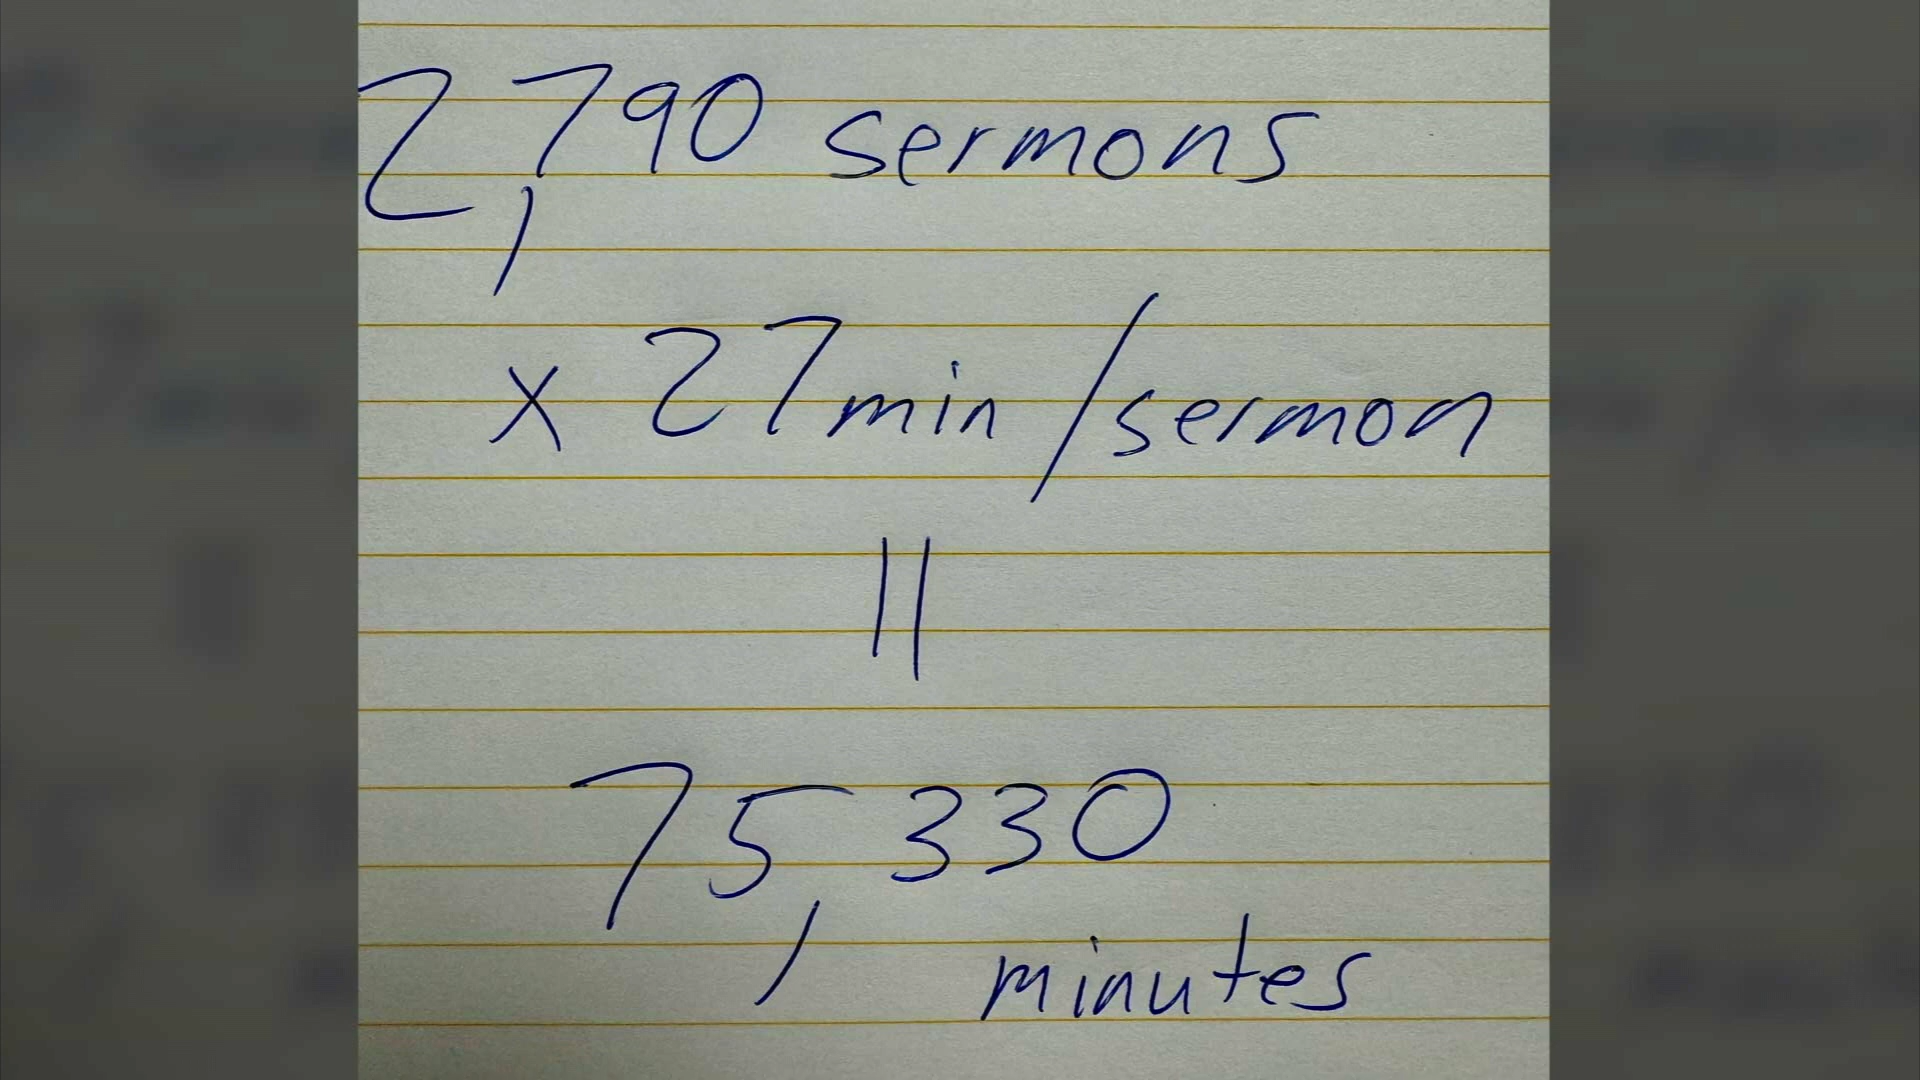 2,790 sermons
x 27min/sermon
=
75,330
minutes